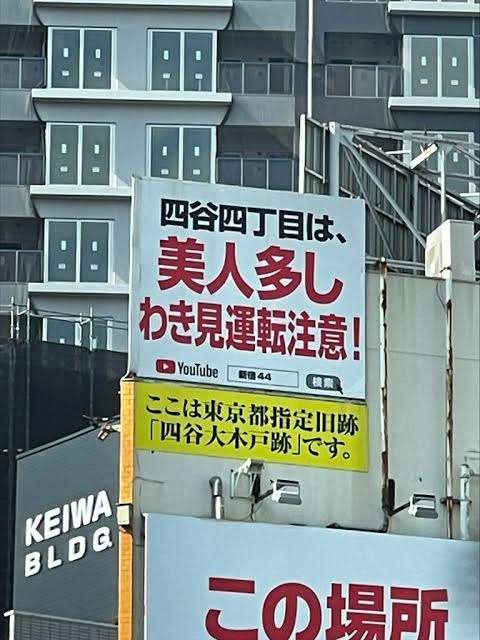 四谷四丁目は、
美人多し
わき見運転注意!
YouTube 新宿44 検索
ここは東京都指定旧跡
「四谷大木戸跡」です。
KEIWA
BLDG.
この場所